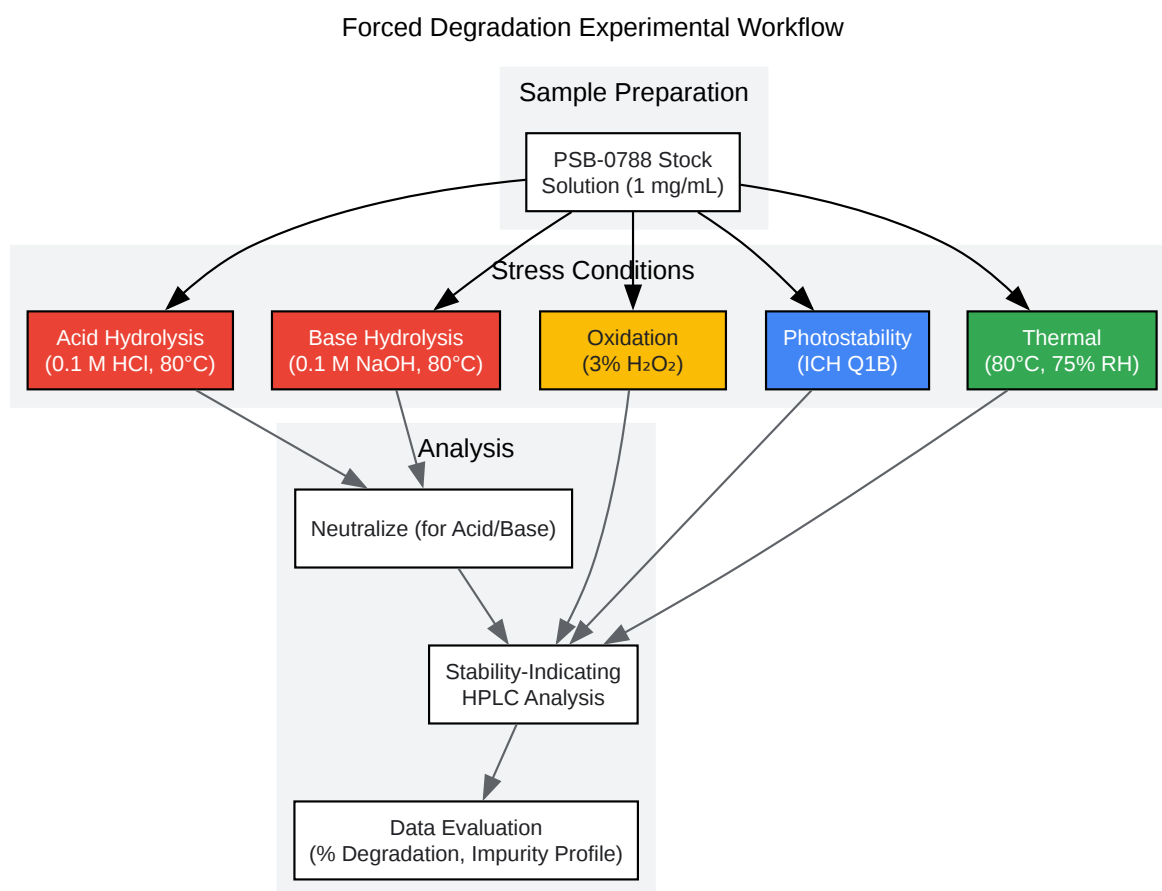 Forced Degradation Experimental Workflow
Sample Preparation
PSB-0788 Stock
Solution (1 mg/mL)
Stress Conditions
Acid Hydrolysis
(0.1 M HCl, 80°C)
Base Hydrolysis
(0.1 M NaOH, 80°C)
Oxidation
(3% H₂O₂)
Photostability
(ICH Q1B)
Thermal
(80°C, 75% RH)
Analysis
Neutralize (for Acid/Base)
Stability-Indicating
HPLC Analysis
Data Evaluation
(% Degradation, Impurity Profile)